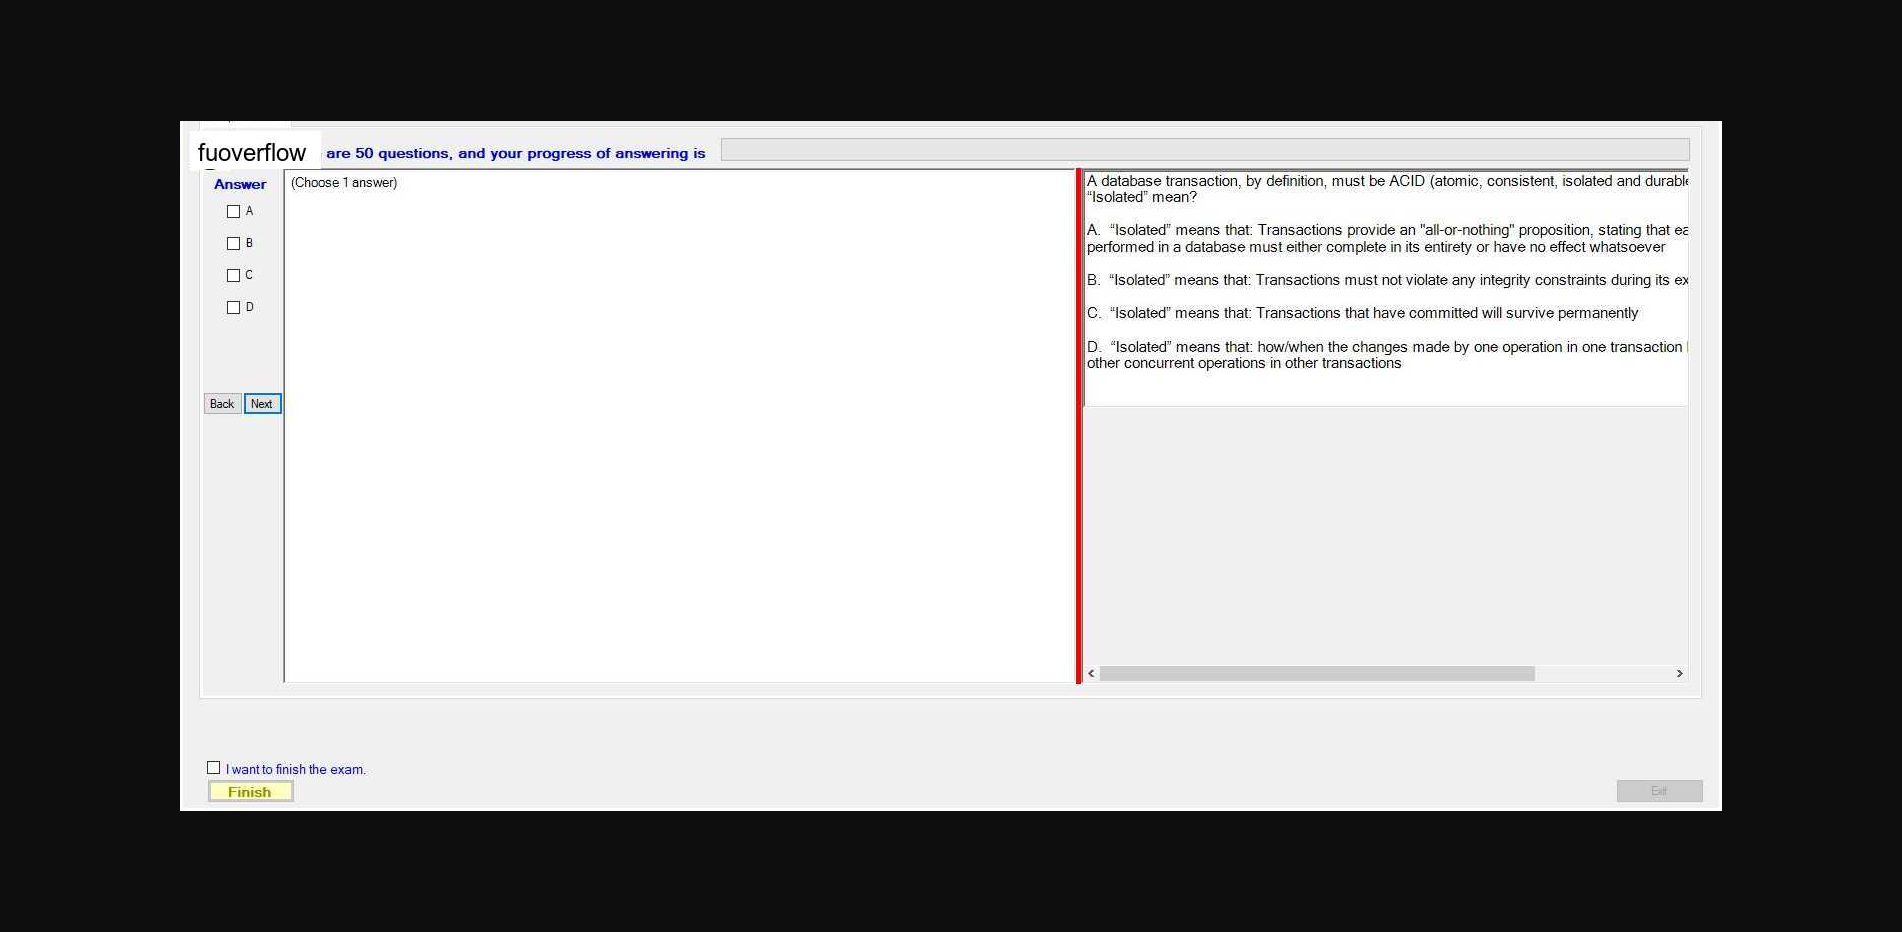 fuoverflow are 50 questions, and your progress of answering is
Answer
A
B
C
D
Back Next
(Choose 1 answer)
A database transaction, by definition, must be ACID (atomic, consistent, isolated and durable
“Isolated” mean?
A. “Isolated” means that: Transactions provide an "all-or-nothing" proposition, stating that ea
performed in a database must either complete in its entirety or have no effect whatsoever
B. “Isolated” means that: Transactions must not violate any integrity constraints during its ex
C. “Isolated” means that: Transactions that have committed will survive permanently
D. “Isolated” means that: how/when the changes made by one operation in one transaction
other concurrent operations in other transactions
I want to finish the exam.
Finish
Exit